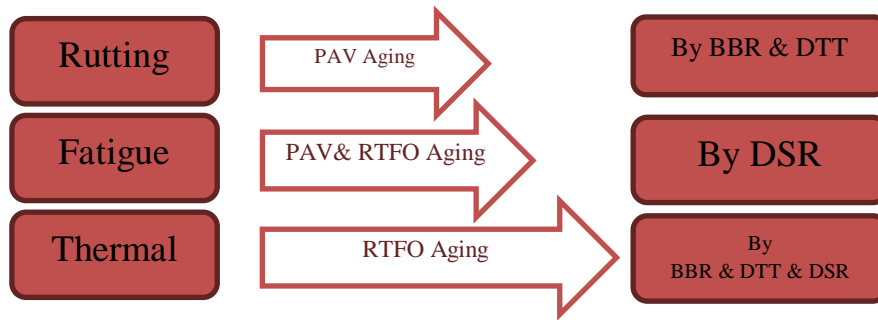 Rutting
PAV Aging
By BBR & DTT
Fatigue
PAV& RTFO Aging
By DSR
Thermal
RTFO Aging
By
BBR & DTT & DSR